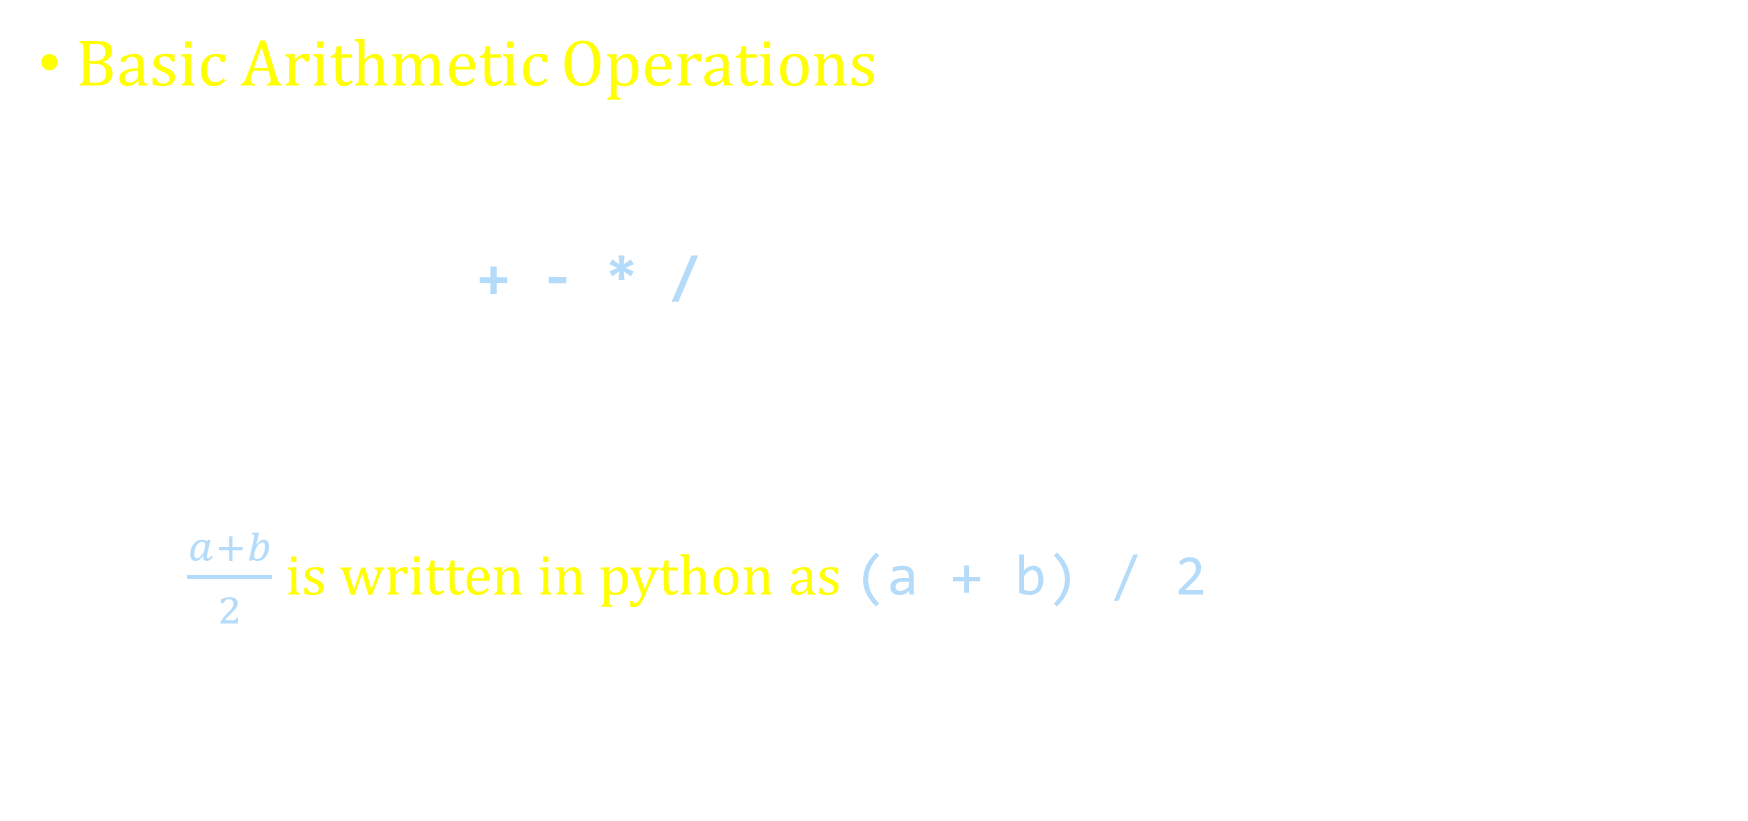 • Basic Arithmetic Operations
+ - * /
a+b/2 is written in python as (a + b) / 2